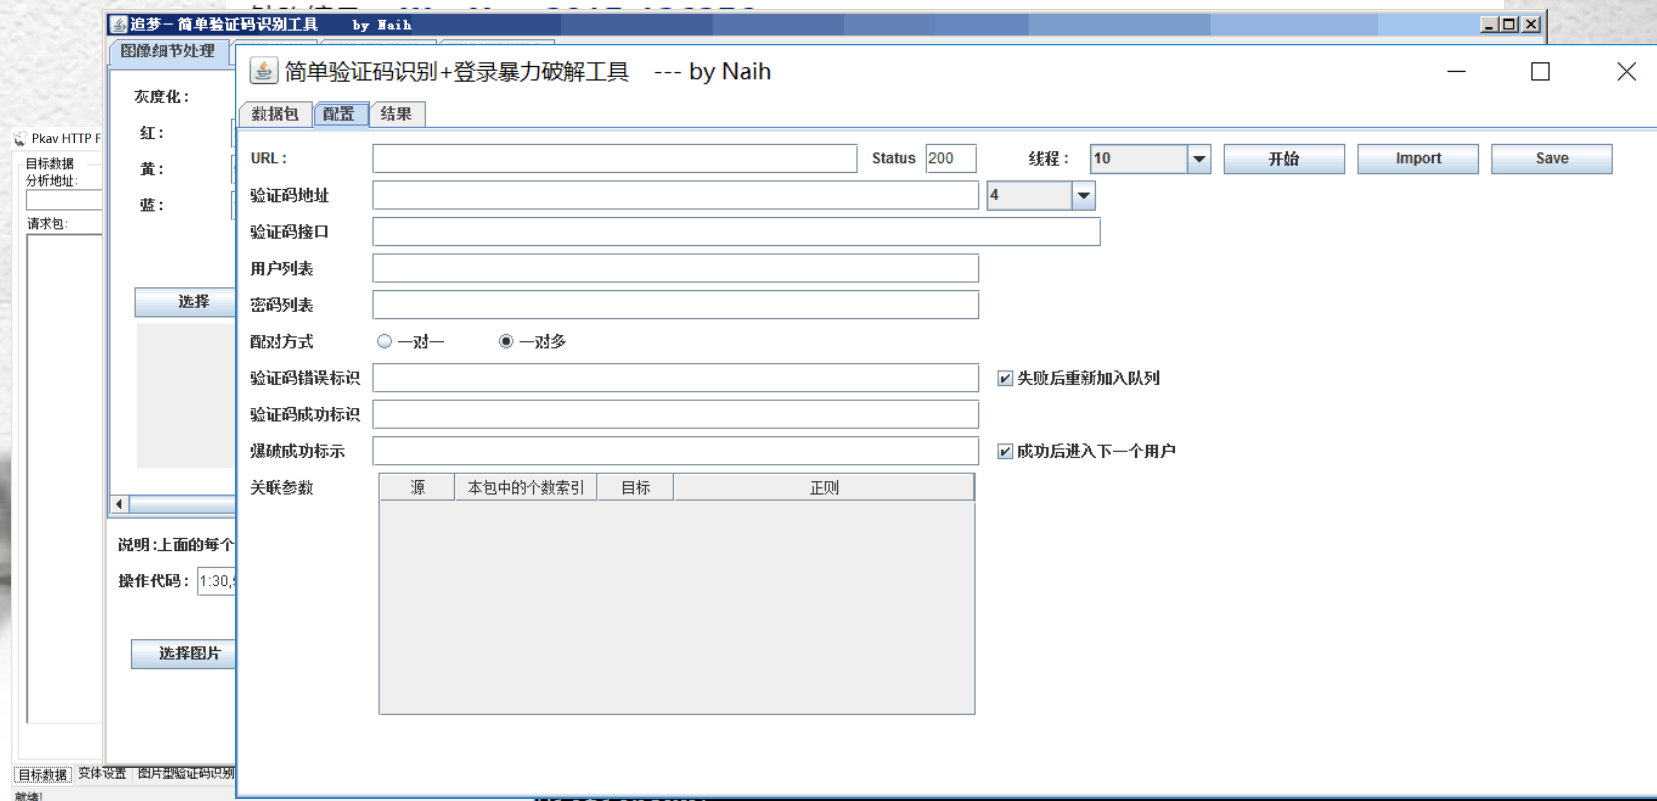 追梦－简单验证码识别工具 by Naih
图像细节处理
简单验证码识别+登录暴力破解工具 --- by Naih
数据包 配置 结果
灰度化：
红：
黄：
蓝：
选择
说明:上面的每个
操作代码： 1:30,
选择图片
Pkav HTTP F
目标数据
分析地址:
请求包:
目标数据 变体设置 图片型验证码识别
就绪!
URL： Status 200 线程： 10 开始 Import Save
验证码地址 4
验证码接口
用户列表
密码列表
配对方式 一对一 一对多
验证码错误标识 失败后重新加入队列
验证码成功标识
爆破成功标示 成功后进入下一个用户
关联参数 源 本包中的个数索引 目标 正则